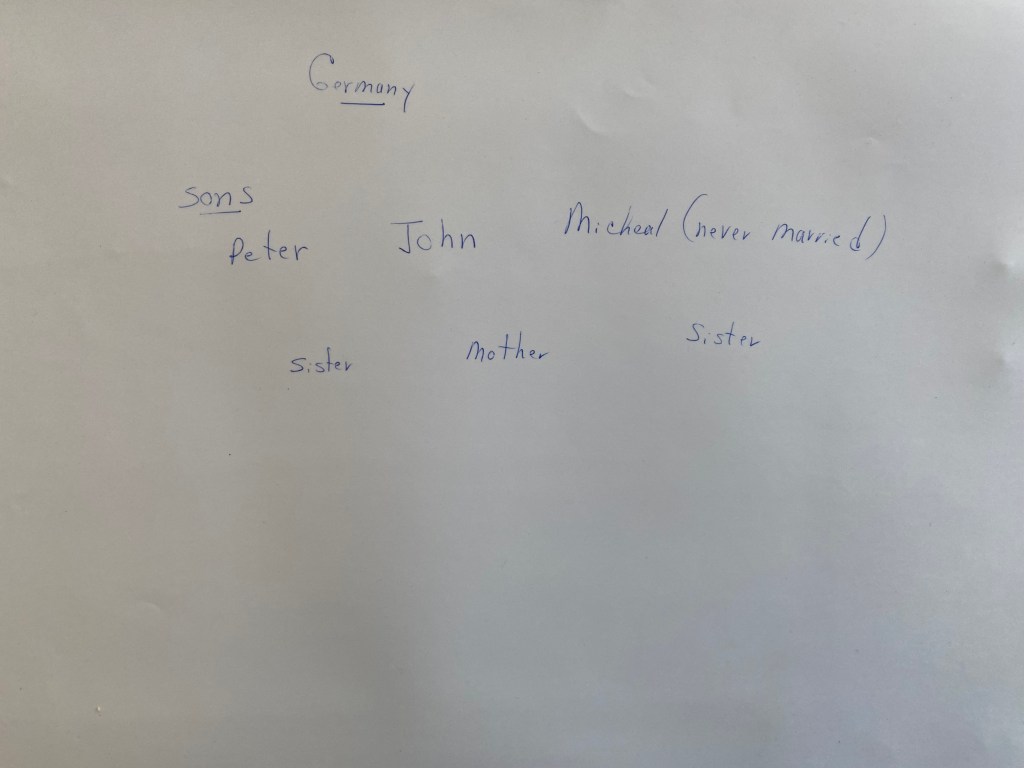 Germany
sons
Peter John Micheal (never married)
sister mother sister